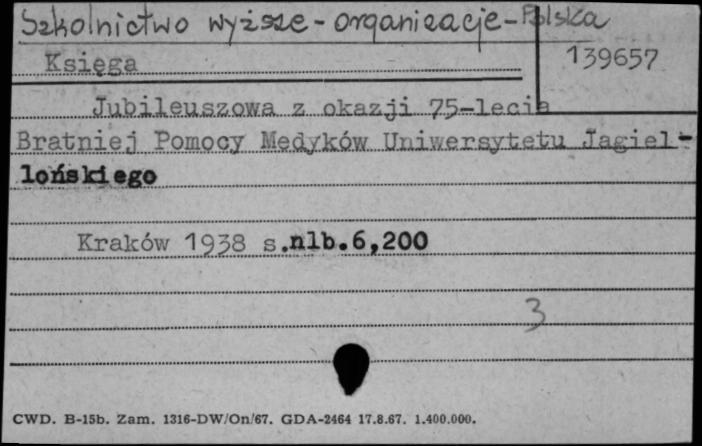 Szkolnictwo wyższe - organizacje - Polska
Księga
139657
Jubileuszowa z okazji 75-lecia
Bratniej Pomocy Medyków Uniwersytetu Jagiel-
lońskiego
Kraków 1938 s.nlb.6,200
3
CWD. B-15b. Zam. 1316-DW/On/67. GDA-2464 17.8.67. 1.400.000.